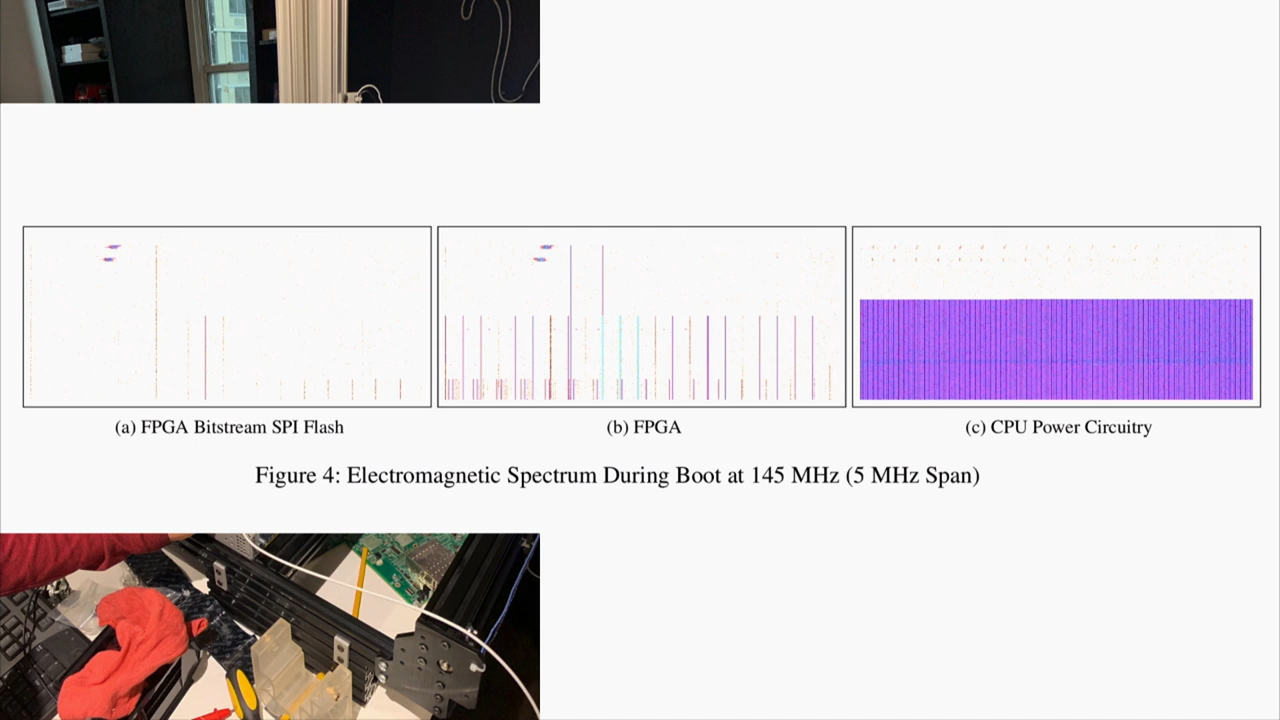 (a) FPGA Bitstream SPI Flash
(b) FPGA
(c) CPU Power Circuitry
Figure 4: Electromagnetic Spectrum During Boot at 145 MHz (5 MHz Span)